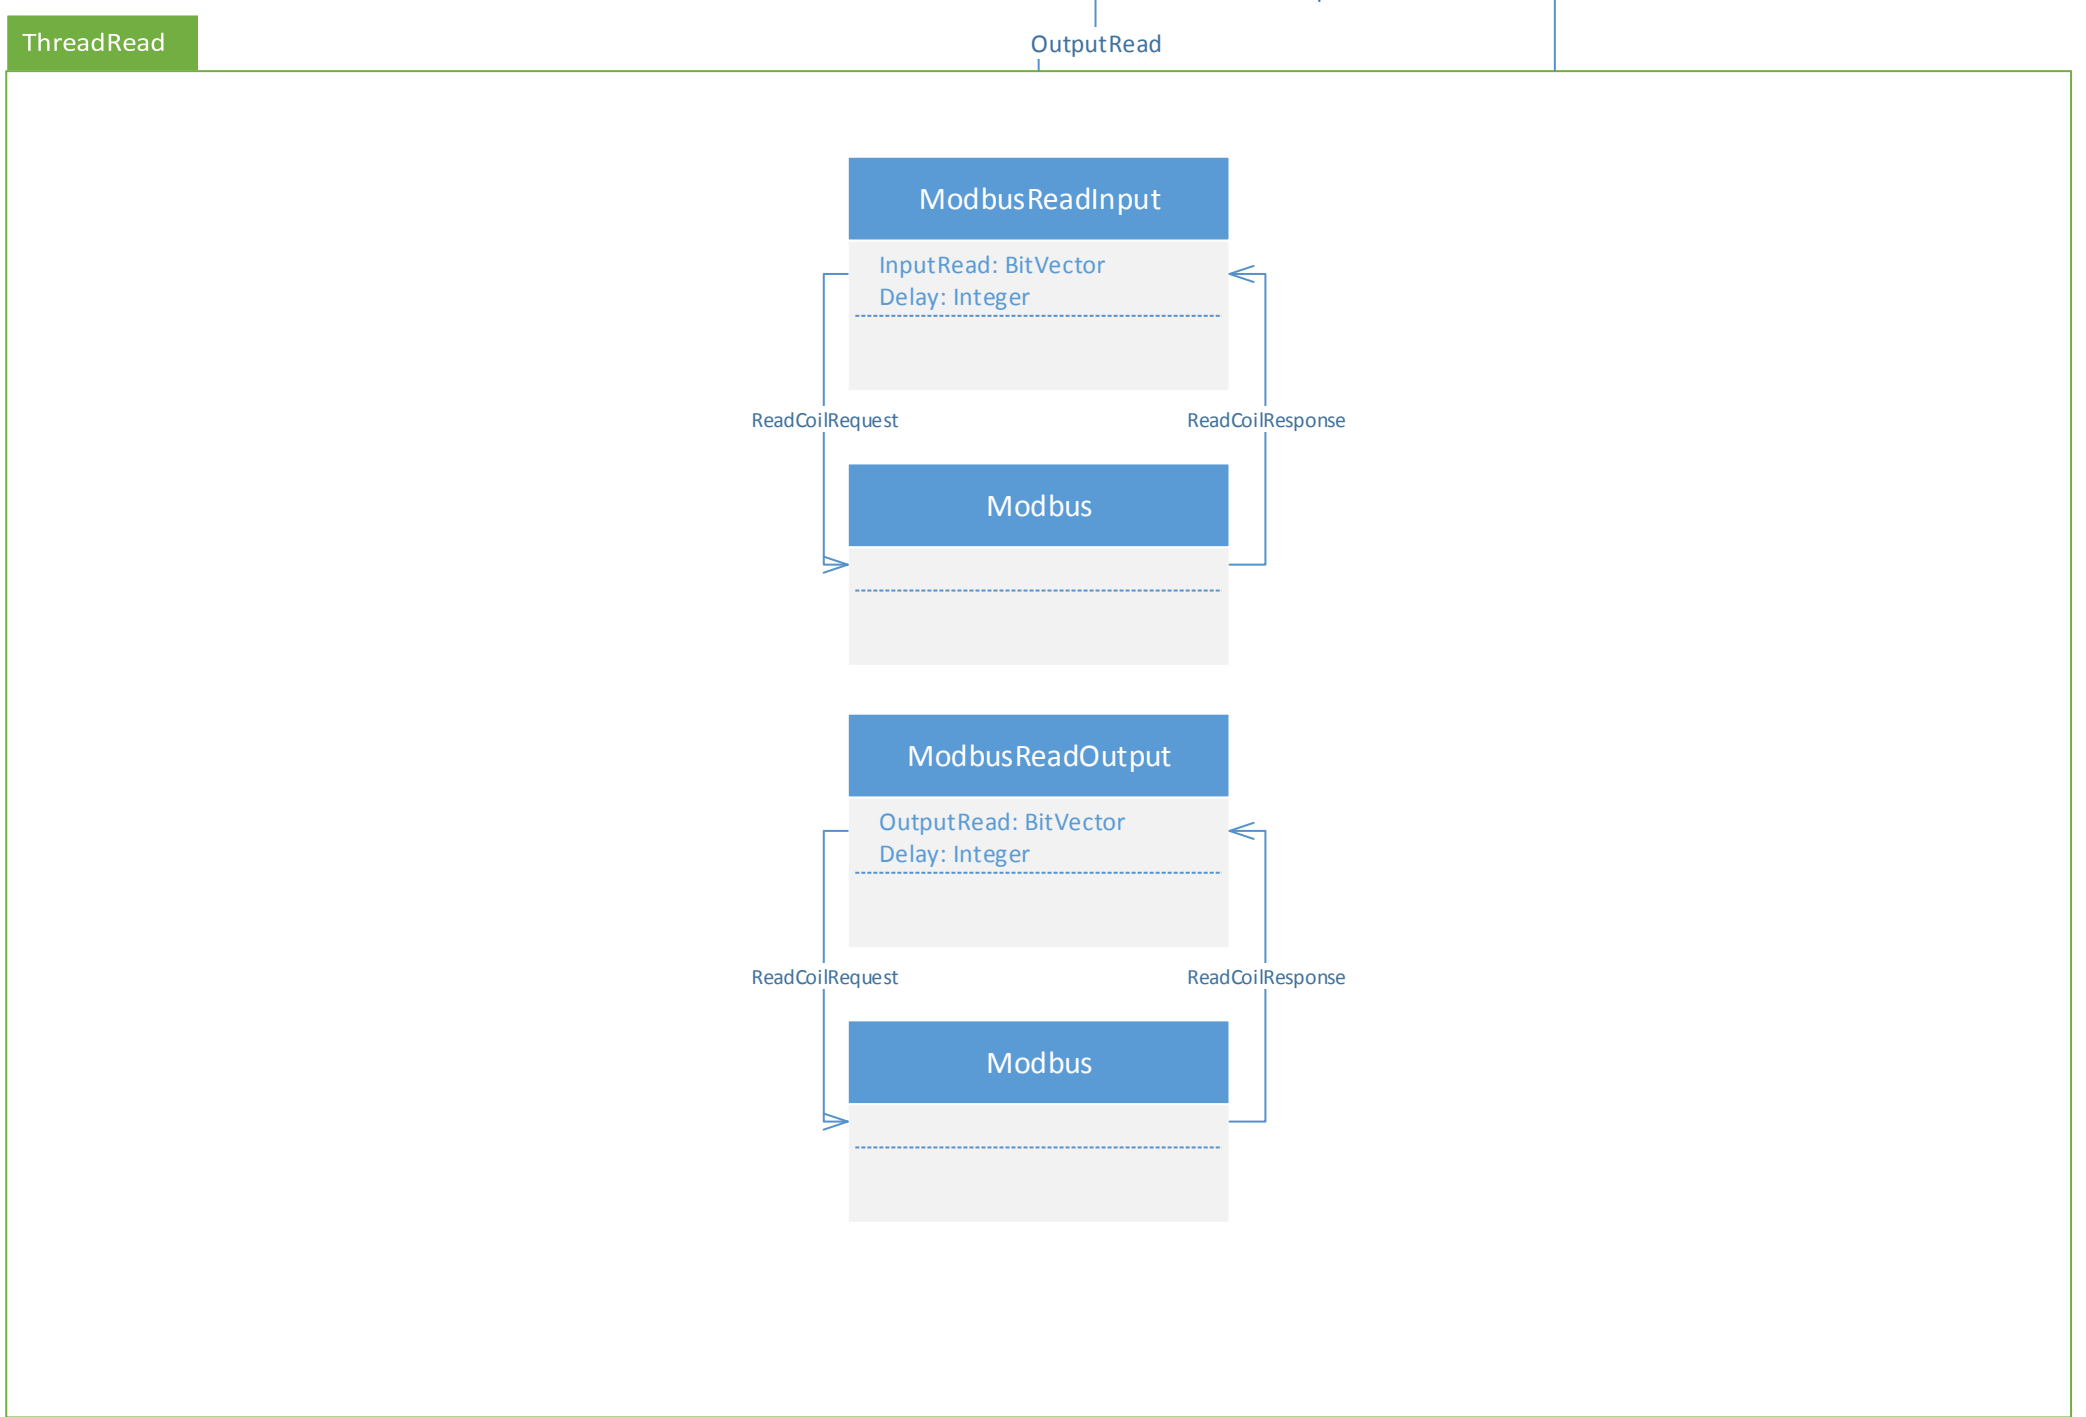 ThreadRead
OutputRead
ModbusReadInput
InputRead: BitVector
Delay: Integer
ReadCoilRequest
ReadCoilResponse
Modbus
ModbusReadOutput
OutputRead: BitVector
Delay: Integer
ReadCoilRequest
ReadCoilResponse
Modbus